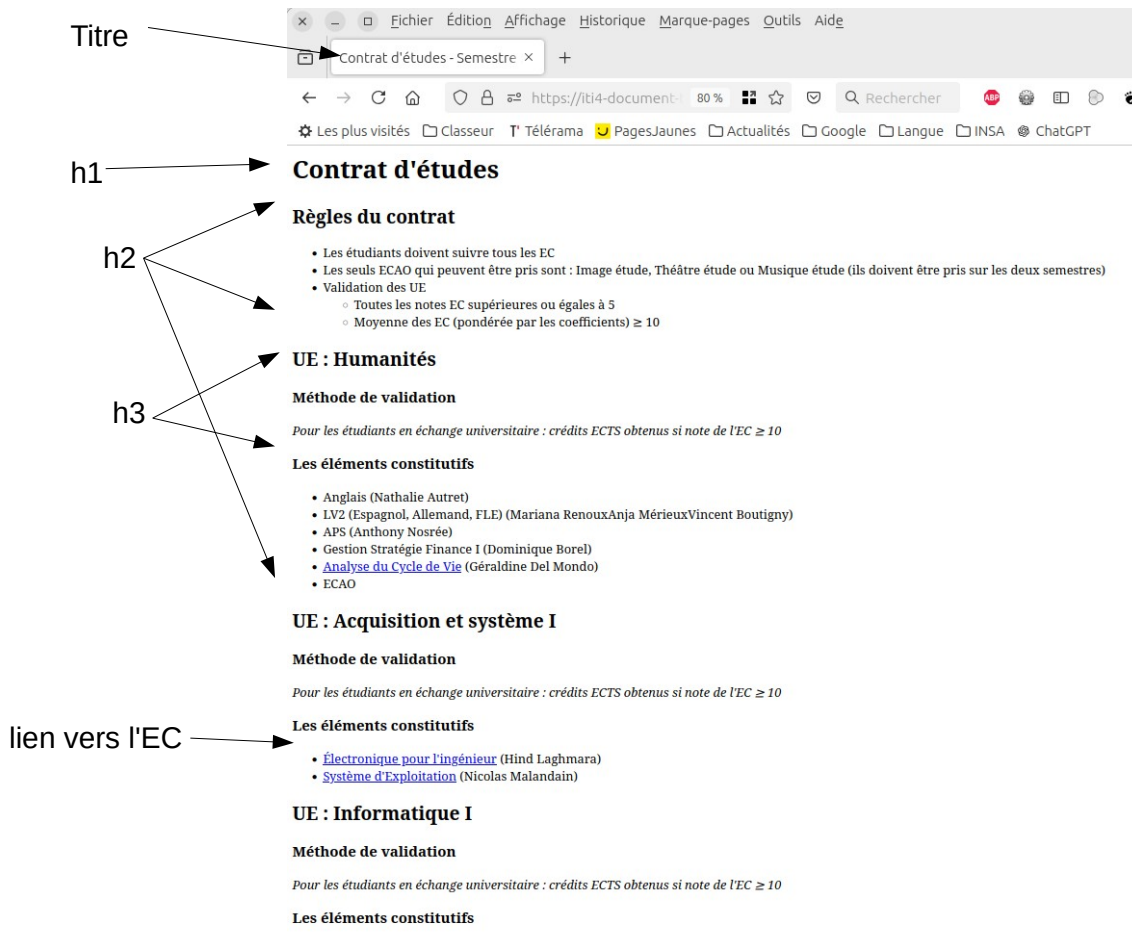 Fichier Édition Affichage Historique Marque-pages Outils Aide
Titre
Contrat d'études - Semestre
https://iti4-document- 80 % Rechercher ABP
Les plus visités Classeur T' Télérama PagesJaunes Actualités Google Langue INSA ChatGPT
h1
Contrat d'études
Règles du contrat
h2
Les étudiants doivent suivre tous les EC
Les seuls ECAO qui peuvent être pris sont : Image étude, Théâtre étude ou Musique étude (ils doivent être pris sur les deux semestres)
Validation des UE
Toutes les notes EC supérieures ou égales à 5
Moyenne des EC (pondérée par les coefficients) ≥ 10
UE : Humanités
h3
Méthode de validation
Pour les étudiants en échange universitaire : crédits ECTS obtenus si note de l'EC ≥ 10
Les éléments constitutifs
Anglais (Nathalie Autret)
LV2 (Espagnol, Allemand, FLE) (Mariana RenouxAnja MérieuxVincent Boutigny)
APS (Anthony Nosrée)
Gestion Stratégie Finance I (Dominique Borel)
Analyse du Cycle de Vie (Géraldine Del Mondo)
ECAO
UE : Acquisition et système I
Méthode de validation
Pour les étudiants en échange universitaire : crédits ECTS obtenus si note de l'EC ≥ 10
Les éléments constitutifs
lien vers l'EC
Électronique pour l'ingénieur (Hind Laghmara)
Système d'Exploitation (Nicolas Malandain)
UE : Informatique I
Méthode de validation
Pour les étudiants en échange universitaire : crédits ECTS obtenus si note de l'EC ≥ 10
Les éléments constitutifs